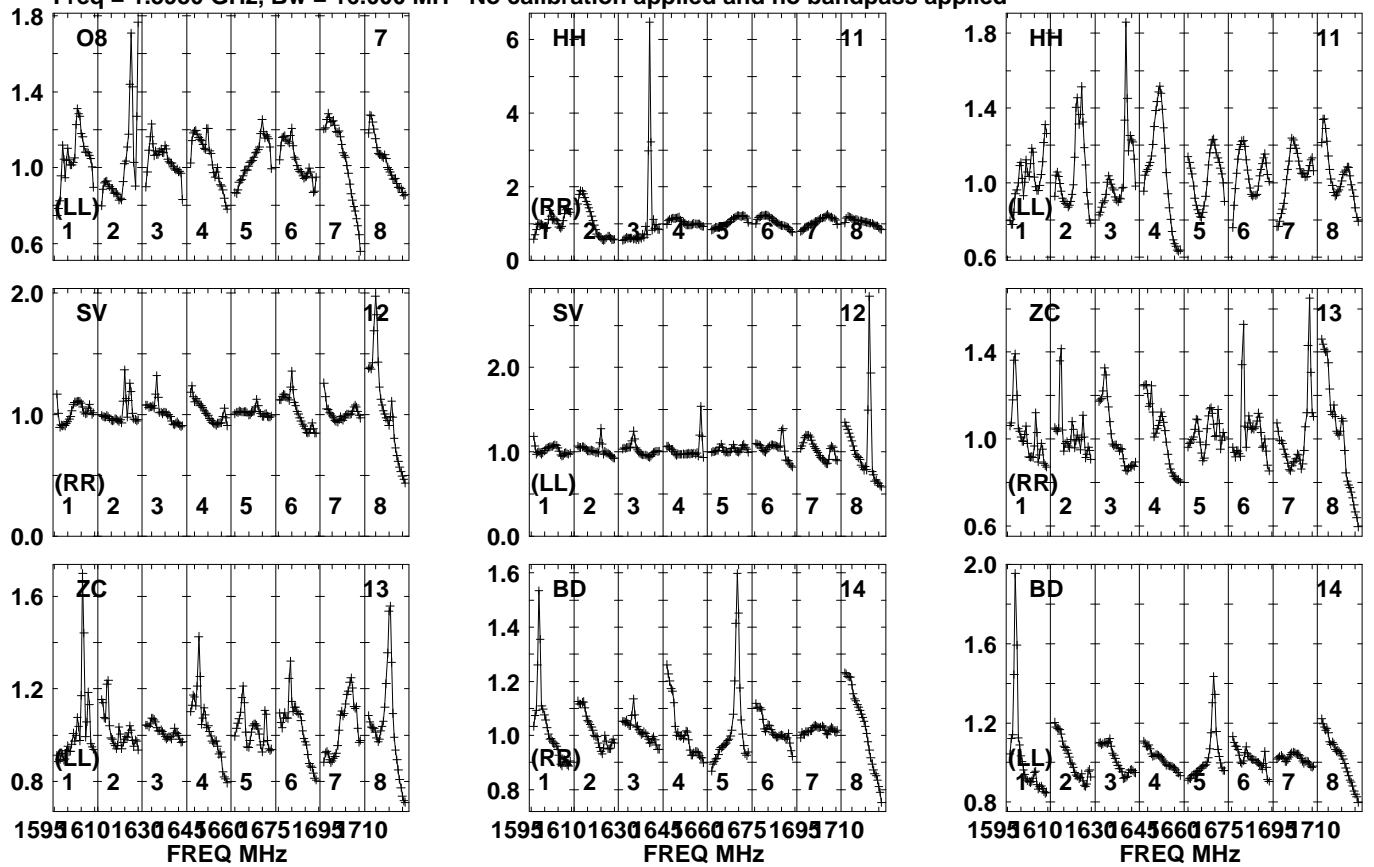 Freq = 1.5950 GHz, Bw = 16.000 MH No calibration applied and no bandpass applied
1.8 O8 7 6 HH 11 1.8 HH 11
1.4 4 1.4
1.0 2 1.0
(LL) (RR) (LL)
0.6 1 2 3 4 5 6 7 8 0 1 2 3 4 5 6 7 8 0.6 1 2 3 4 5 6 7 8
2.0 SV 12 SV 12 ZC 13
2.0 1.4
1.0 1.0 1.0
(RR) (LL) (RR)
0.0 1 2 3 4 5 6 7 8 0.0 1 2 3 4 5 6 7 8 0.6 1 2 3 4 5 6 7 8
ZC 13 1.6 BD 14 2.0 BD 14
1.6 1.4 1.6
1.2 1.2 1.2
1.0
(LL) (RR) (LL)
0.8 1 2 3 4 5 6 7 8 0.8 1 2 3 4 5 6 7 8 0.8 1 2 3 4 5 6 7 8
1595 1610 1630 1645 1660 1675 1695 1710 1595 1610 1630 1645 1660 1675 1695 1710 1595 1610 1630 1645 1660 1675 1695 1710
FREQ MHz FREQ MHz FREQ MHz